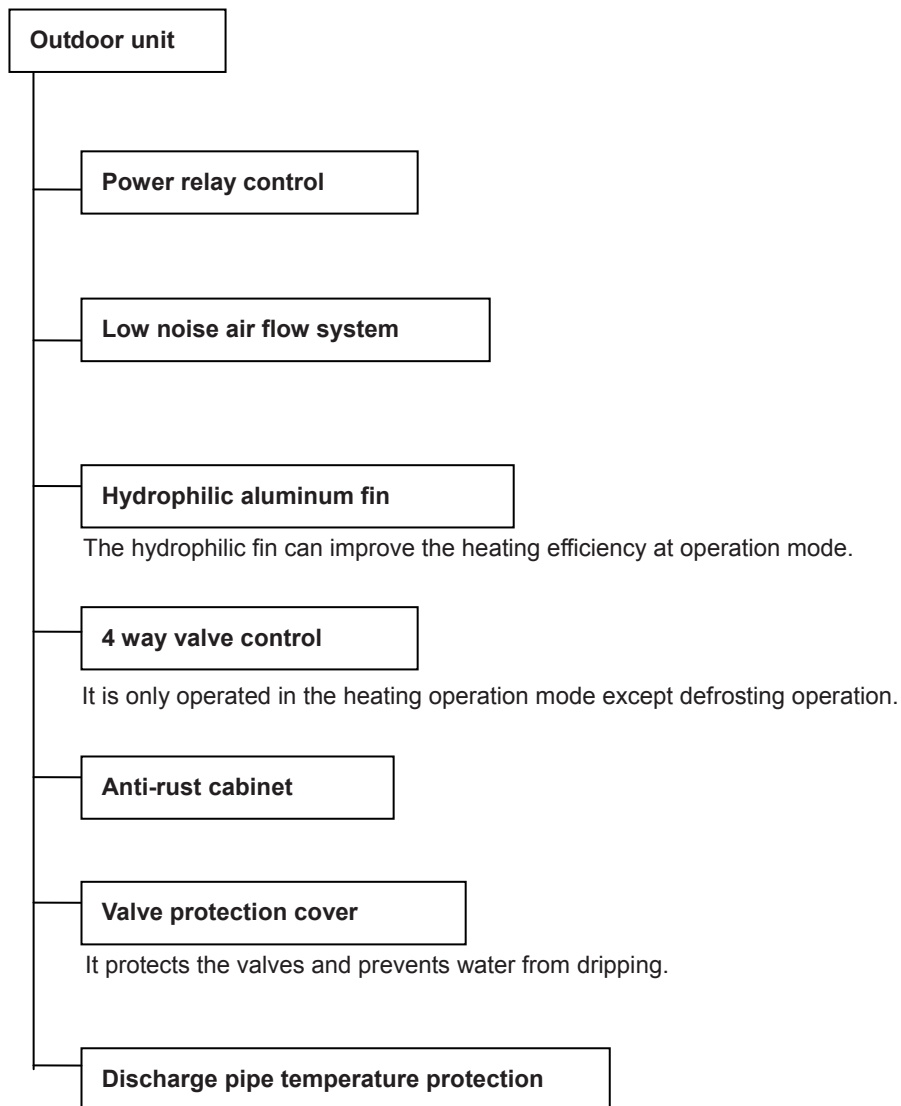 Outdoor unit
Power relay control
Low noise air flow system
Hydrophilic aluminum fin
The hydrophilic fin can improve the heating efficiency at operation mode.
4 way valve control
It is only operated in the heating operation mode except defrosting operation.
Anti-rust cabinet
Valve protection cover
It protects the valves and prevents water from dripping.
Discharge pipe temperature protection